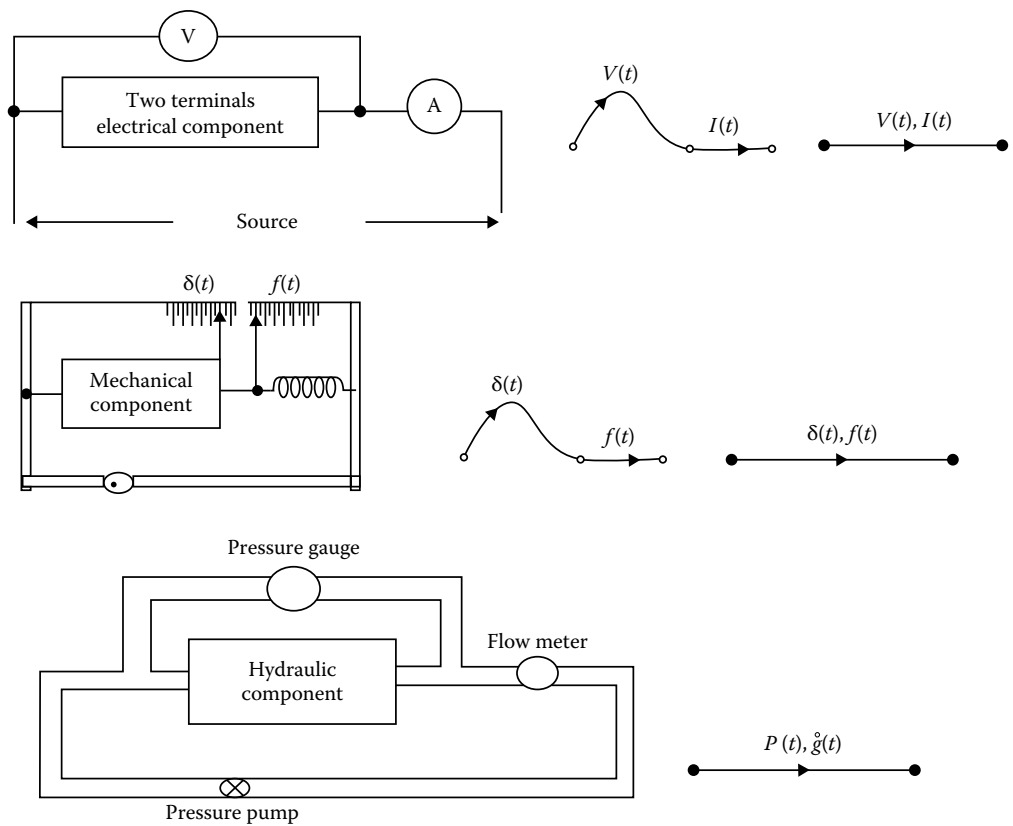 V
Two terminals
electrical component
A
Source
V(t)
I(t)
V(t), I(t)
δ(t)
f(t)
Mechanical
component
δ(t)
f(t)
δ(t), f(t)
Pressure gauge
Flow meter
Hydraulic
component
Pressure pump
P (t), g̊(t)